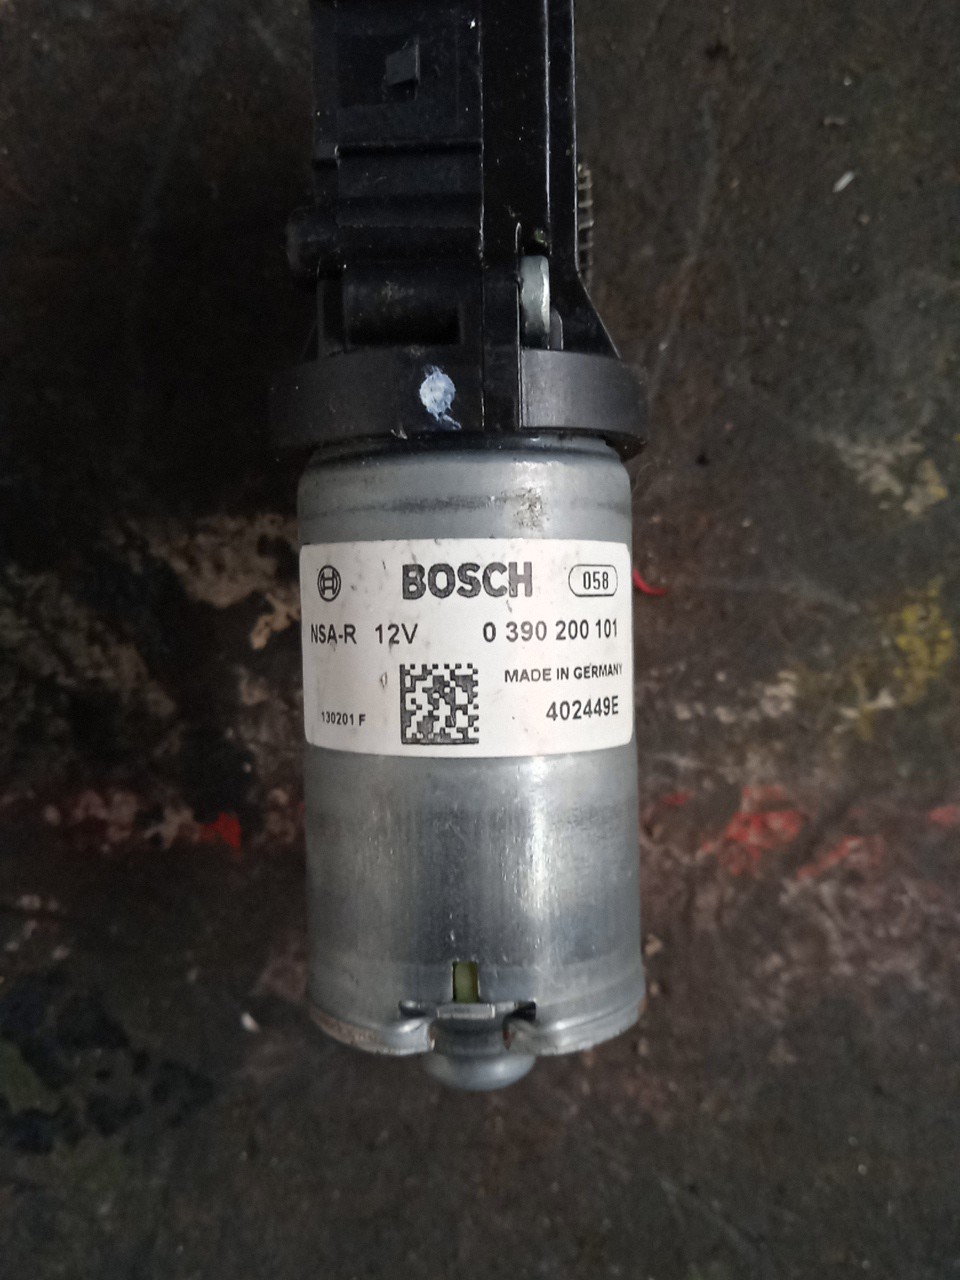 BOSCH 058
NSA-R 12V 0 390 200 101
MADE IN GERMANY
130201 F 402449E